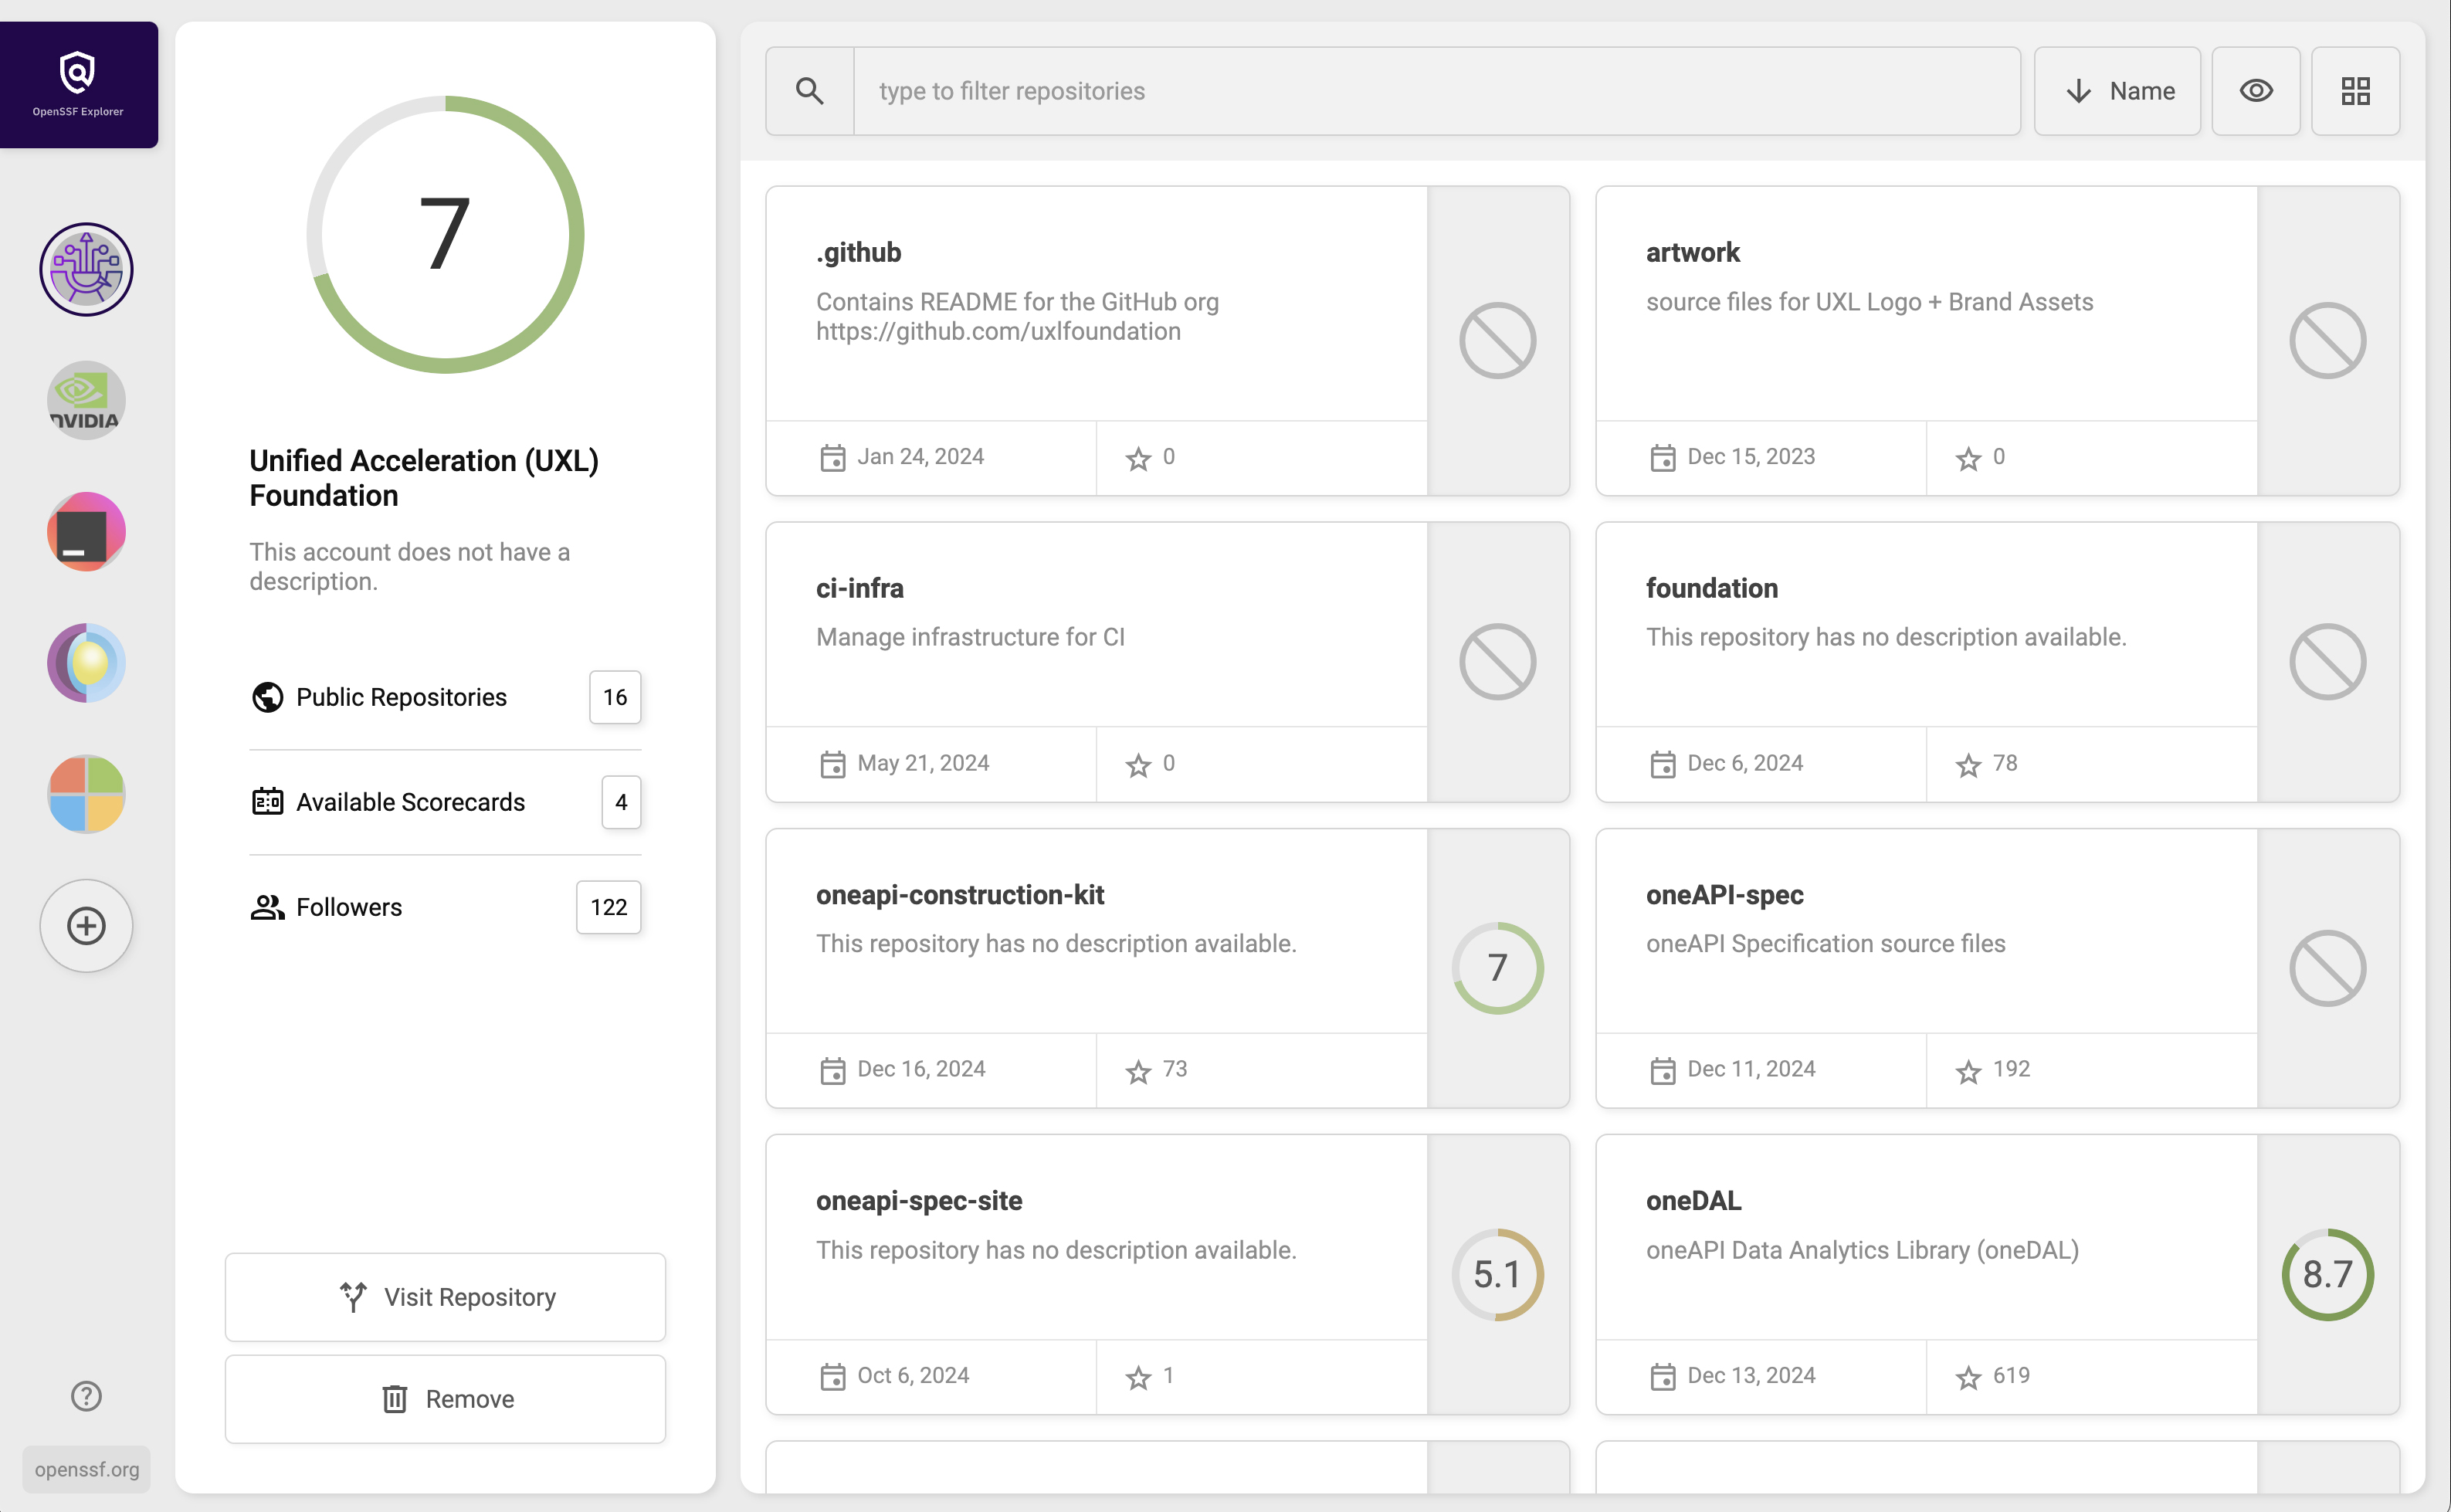 OpenSSF Explorer
NVIDIA
openssf.org
7
Unified Acceleration (UXL)
Foundation
This account does not have a
description.
Public Repositories 16
Available Scorecards 4
Followers 122
Visit Repository
Remove
type to filter repositories
Name
.github
Contains README for the GitHub org
https://github.com/uxlfoundation
Jan 24, 2024 0
artwork
source files for UXL Logo + Brand Assets
Dec 15, 2023 0
ci-infra
Manage infrastructure for CI
May 21, 2024 0
foundation
This repository has no description available.
Dec 6, 2024 78
oneapi-construction-kit
This repository has no description available.
7
Dec 16, 2024 73
oneAPI-spec
oneAPI Specification source files
Dec 11, 2024 192
oneapi-spec-site
This repository has no description available.
5.1
Oct 6, 2024 1
oneDAL
oneAPI Data Analytics Library (oneDAL)
8.7
Dec 13, 2024 619